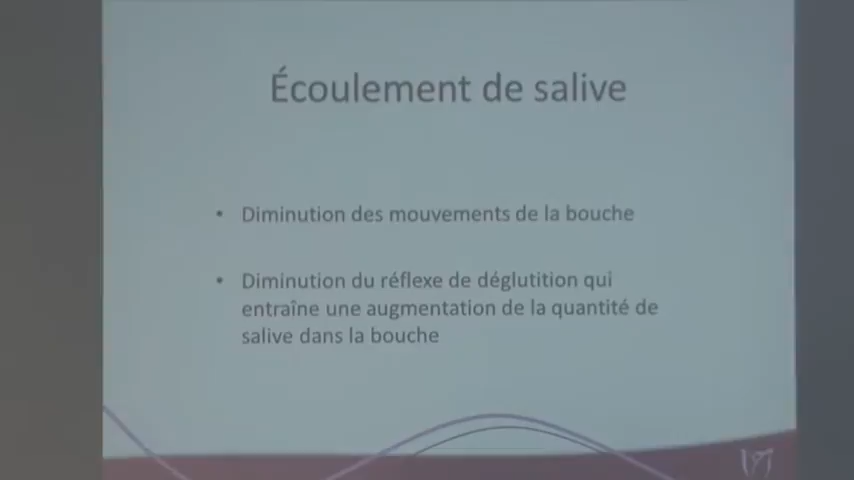 Écoulement de salive
• Diminution des mouvements de la bouche
• Diminution du réflexe de déglutition qui
entraîne une augmentation de la quantité de
salive dans la bouche